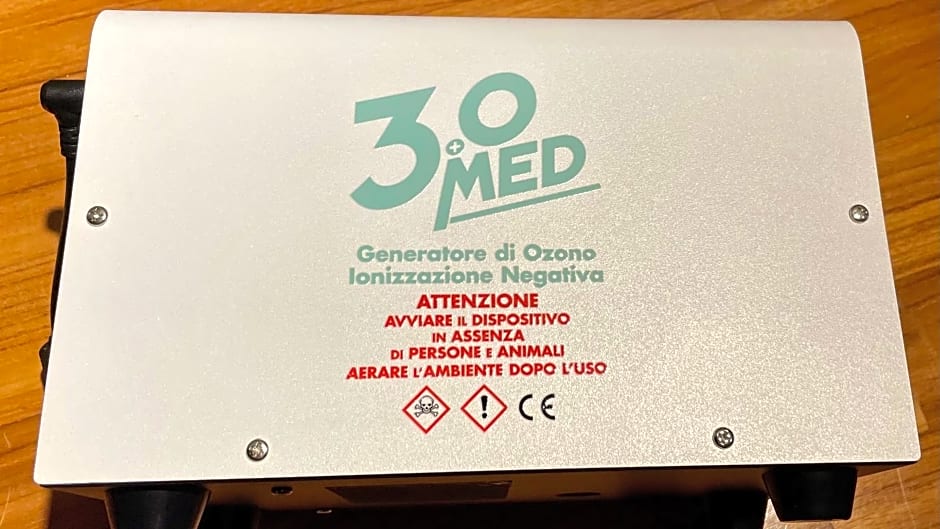 3.O
MED
Generatore di Ozono
Ionizzazione Negativa
ATTENZIONE
AVVIARE IL DISPOSITIVO
IN ASSENZA
DI PERSONE E ANIMALI
AERARE L'AMBIENTE DOPO L'USO
! CE